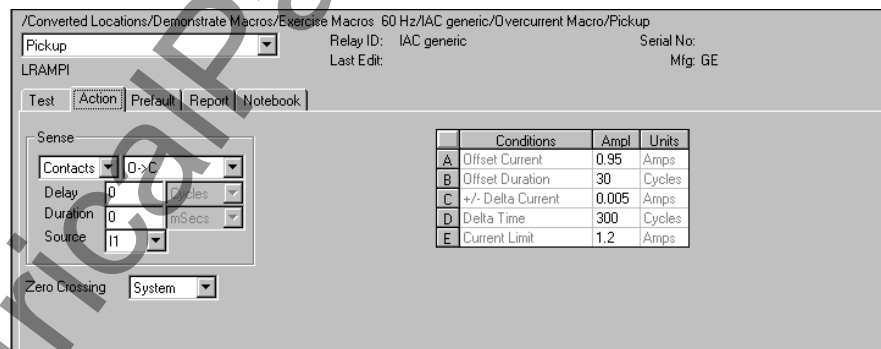 /Converted Locations/Demonstrate Macros/Exercise Macros 60 Hz/IAC generic/Overcurrent Macro/Pickup
Pickup Relay ID: IAC generic Serial No:
Last Edit: Mfg: GE
LRAMPI
Test Action Prefault Report Notebook
Sense
Contacts O->C
Delay 0 Cycles
Duration 0 mSecs
Source I1
Zero Crossing System
Conditions Ampl Units
A Offset Current 0.95 Amps
B Offset Duration 30 Cycles
C +/- Delta Current 0.005 Amps
D Delta Time 300 Cycles
E Current Limit 1.2 Amps